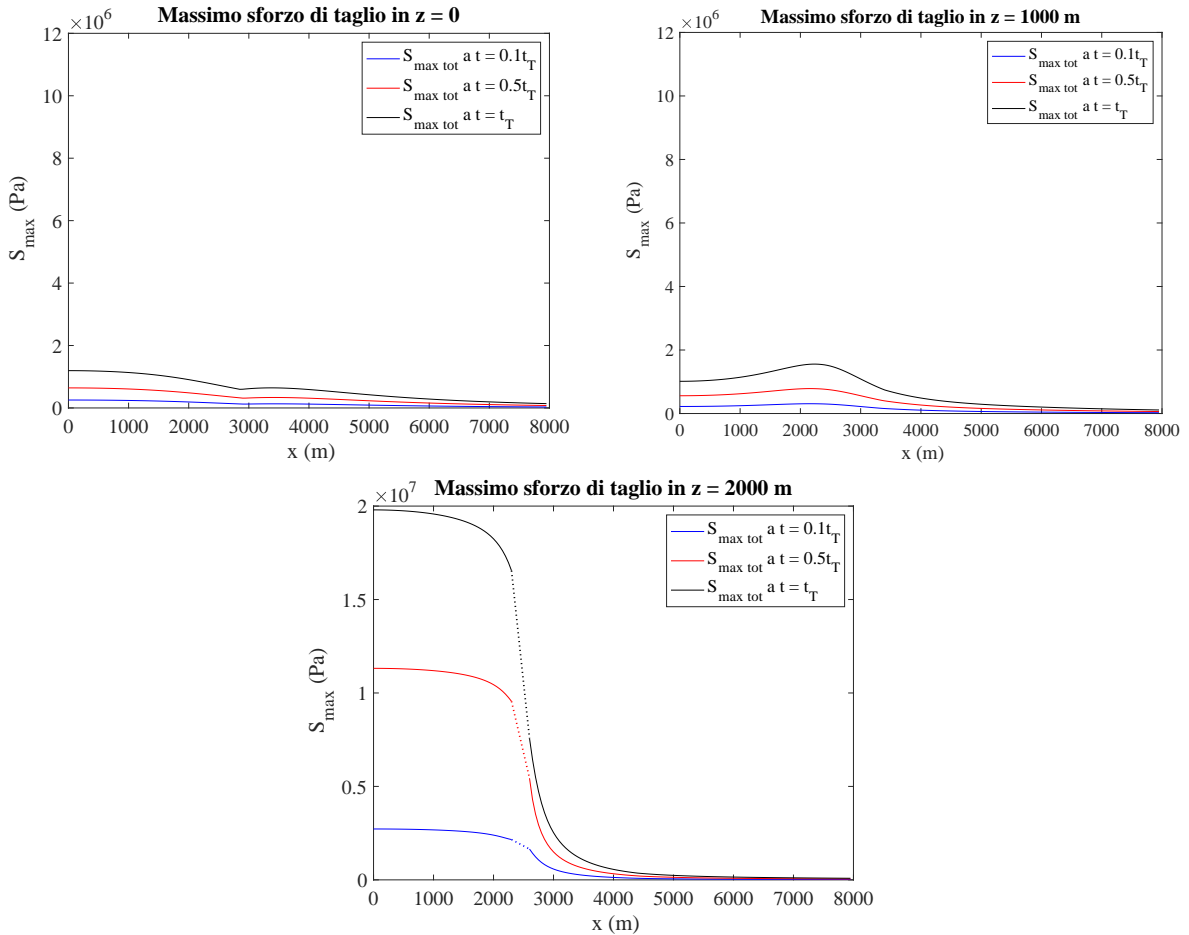 Massimo sforzo di taglio in z = 0
×10^6
12
10
8
6
4
2
0
S_max (Pa)
0 1000 2000 3000 4000 5000 6000 7000 8000
x (m)
S_max tot a t = 0.1t_T
S_max tot a t = 0.5t_T
S_max tot a t = t_T
Massimo sforzo di taglio in z = 1000 m
×10^6
12
10
8
6
4
2
0
S_max (Pa)
0 1000 2000 3000 4000 5000 6000 7000 8000
x (m)
S_max tot a t = 0.1t_T
S_max tot a t = 0.5t_T
S_max tot a t = t_T
Massimo sforzo di taglio in z = 2000 m
×10^7
2
1.5
1
0.5
0
S_max (Pa)
0 1000 2000 3000 4000 5000 6000 7000 8000
x (m)
S_max tot a t = 0.1t_T
S_max tot a t = 0.5t_T
S_max tot a t = t_T